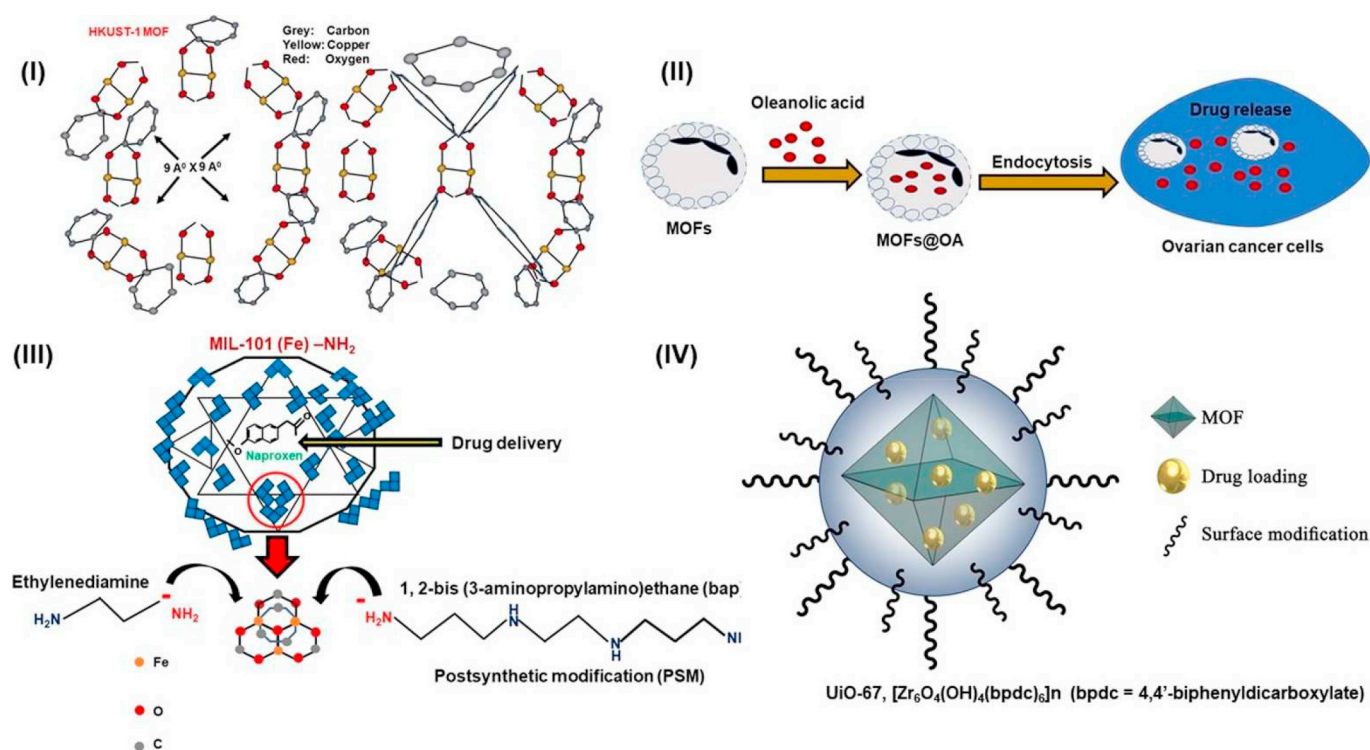 (I)
HKUST-1 MOF
Grey: Carbon
Yellow: Copper
Red: Oxygen
9 A⁰ X 9 A⁰
(II)
Oleanolic acid
MOFs
MOFs@OA
Endocytosis
Drug release
Ovarian cancer cells
(III)
MIL-101 (Fe) –NH₂
O
O
Naproxen
Drug delivery
Ethylenediamine
H₂N
NH₂
1, 2-bis (3-aminopropylamino)ethane (bap
H₂N
H
N
N
H
NI
Postsynthetic modification (PSM)
Fe
O
C
(IV)
MOF
Drug loading
Surface modification
UiO-67, [Zr₆O₄(OH)₄(bpdc)₆]n (bpdc = 4,4’-biphenyldicarboxylate)